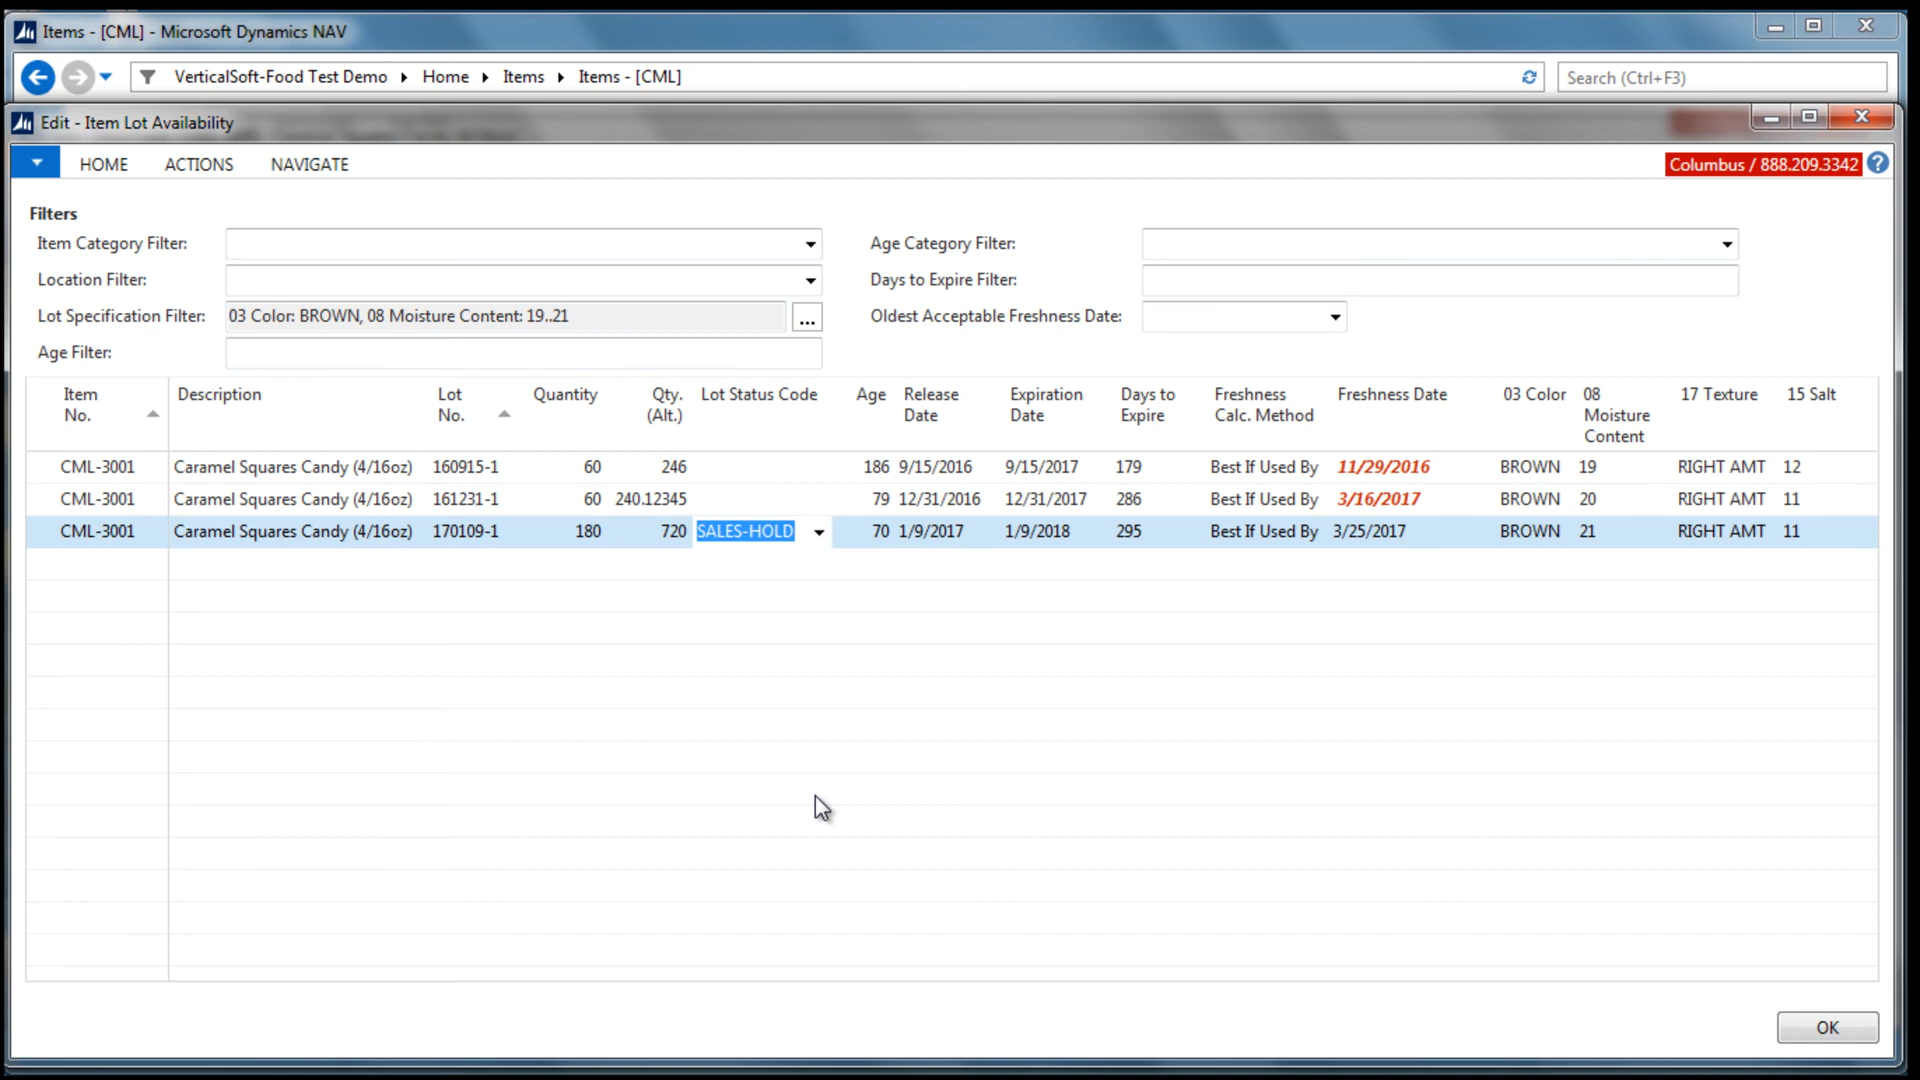 Items - [CML] - Microsoft Dynamics NAV
VerticalSoft-Food Test Demo Home Items Items - [CML] Search (Ctrl+F3)
Edit - Item Lot Availability
HOME ACTIONS NAVIGATE Columbus / 888.209.3342 ?
Filters
Item Category Filter: Age Category Filter:
Location Filter: Days to Expire Filter:
Lot Specification Filter: 03 Color: BROWN, 08 Moisture Content: 19..21 ... Oldest Acceptable Freshness Date:
Age Filter:
Item No. Description Lot No. Quantity Qty. (Alt.) Lot Status Code Age Release Date Expiration Date Days to Expire Freshness Calc. Method Freshness Date 03 Color 08 Moisture Content 17 Texture 15 Salt
CML-3001 Caramel Squares Candy (4/16oz) 160915-1 60 246 186 9/15/2016 9/15/2017 179 Best If Used By 11/29/2016 BROWN 19 RIGHT AMT 12
CML-3001 Caramel Squares Candy (4/16oz) 161231-1 60 240.12345 79 12/31/2016 12/31/2017 286 Best If Used By 3/16/2017 BROWN 20 RIGHT AMT 11
CML-3001 Caramel Squares Candy (4/16oz) 170109-1 180 720 SALES-HOLD 70 1/9/2017 1/9/2018 295 Best If Used By 3/25/2017 BROWN 21 RIGHT AMT 11
OK